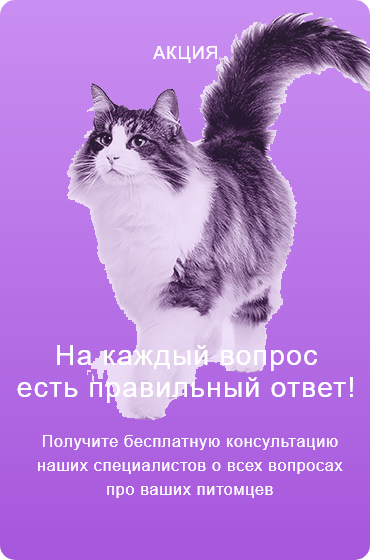 АКЦИЯ
На каждый вопрос
есть правильный ответ!
Получите бесплатную консультацию
наших специалистов о всех вопросах
про ваших питомцев